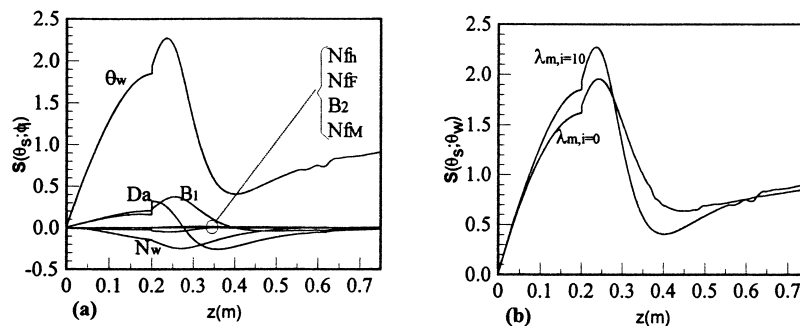 S(θs;ϕi)
2.5
2.0
1.5
1.0
0.5
0.0
-0.5
θw
Da
B1
Nw
Nfh
NfF
B2
NfM
0 0.1 0.2 0.3 0.4 0.5 0.6 0.7
(a)
z(m)
S(θs;θw)
2.5
2.0
1.5
1.0
0.5
0.0
λm,i=10
λm,i=0
0 0.1 0.2 0.3 0.4 0.5 0.6 0.7
(b)
z(m)